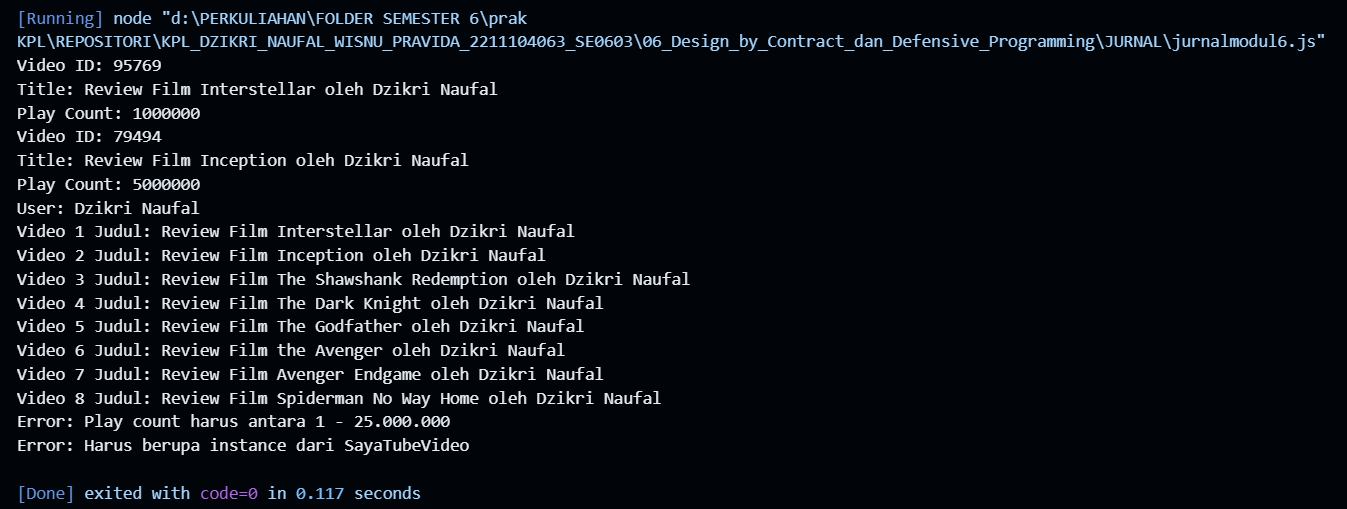 [Running] node "d:\PERKULIAHAN\FOLDER SEMESTER 6\prak
KPL\REPOSITORI\KPL_DZIKRI_NAUFAL_WISNU_PRAVIDA_2211104063_SE0603\06_Design_by_Contract_dan_Defensive_Programming\JURNAL\jurnalmodul6.js"
Video ID: 95769
Title: Review Film Interstellar oleh Dzikri Naufal
Play Count: 1000000
Video ID: 79494
Title: Review Film Inception oleh Dzikri Naufal
Play Count: 5000000
User: Dzikri Naufal
Video 1 Judul: Review Film Interstellar oleh Dzikri Naufal
Video 2 Judul: Review Film Inception oleh Dzikri Naufal
Video 3 Judul: Review Film The Shawshank Redemption oleh Dzikri Naufal
Video 4 Judul: Review Film The Dark Knight oleh Dzikri Naufal
Video 5 Judul: Review Film The Godfather oleh Dzikri Naufal
Video 6 Judul: Review Film the Avenger oleh Dzikri Naufal
Video 7 Judul: Review Film Avenger Endgame oleh Dzikri Naufal
Video 8 Judul: Review Film Spiderman No Way Home oleh Dzikri Naufal
Error: Play count harus antara 1 - 25.000.000
Error: Harus berupa instance dari SayaTubeVideo
[Done] exited with code=0 in 0.117 seconds